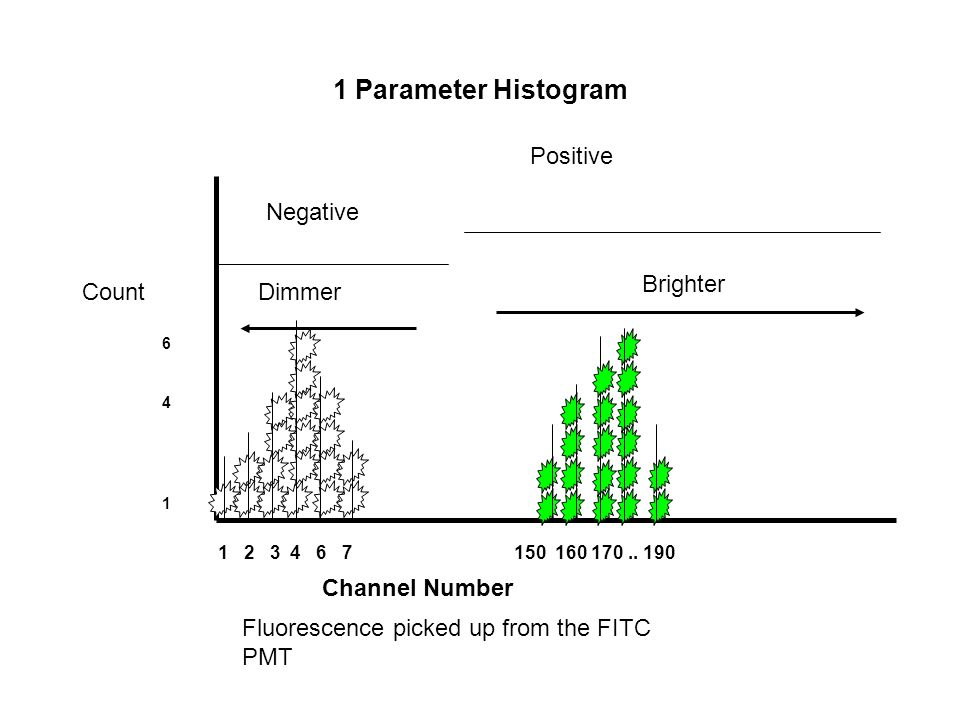 1 Parameter Histogram
Positive
Negative
Brighter
Count
Dimmer
6
4
1
1 2 3 4 6 7 150 160 170 .. 190
Channel Number
Fluorescence picked up from the FITC
PMT